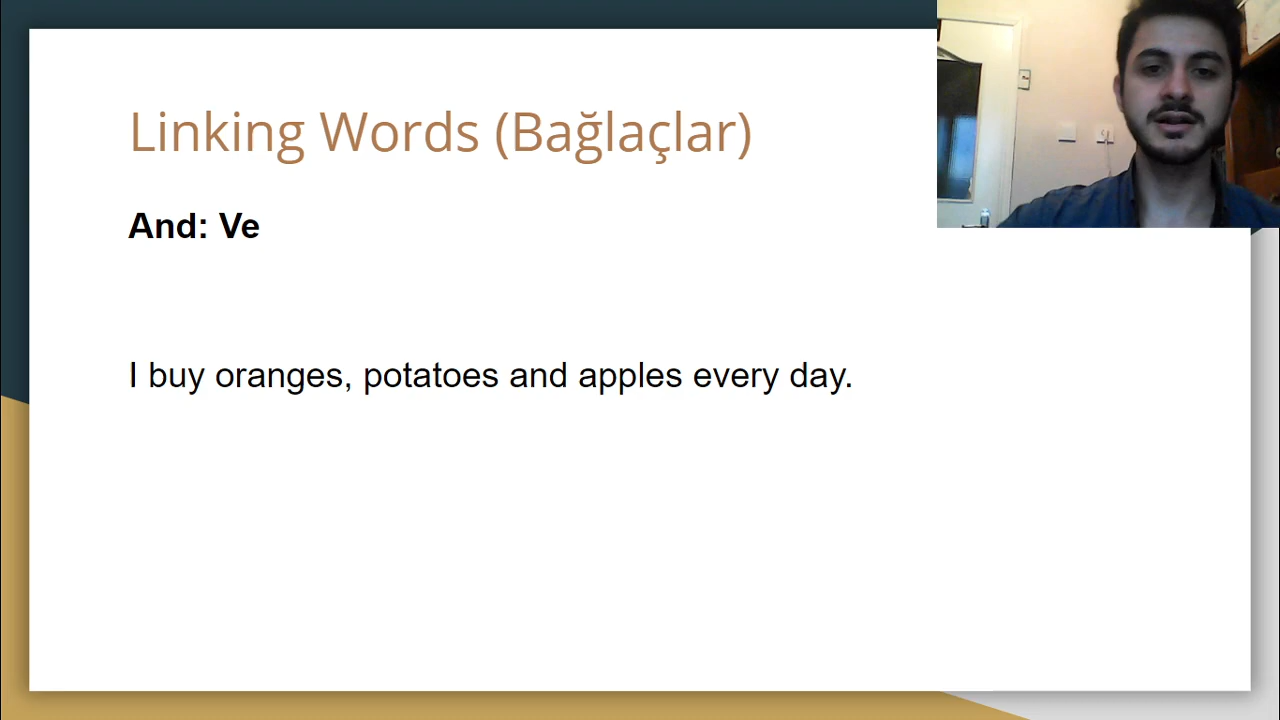 Linking Words (Bağlaçlar)
And: Ve
I buy oranges, potatoes and apples every day.